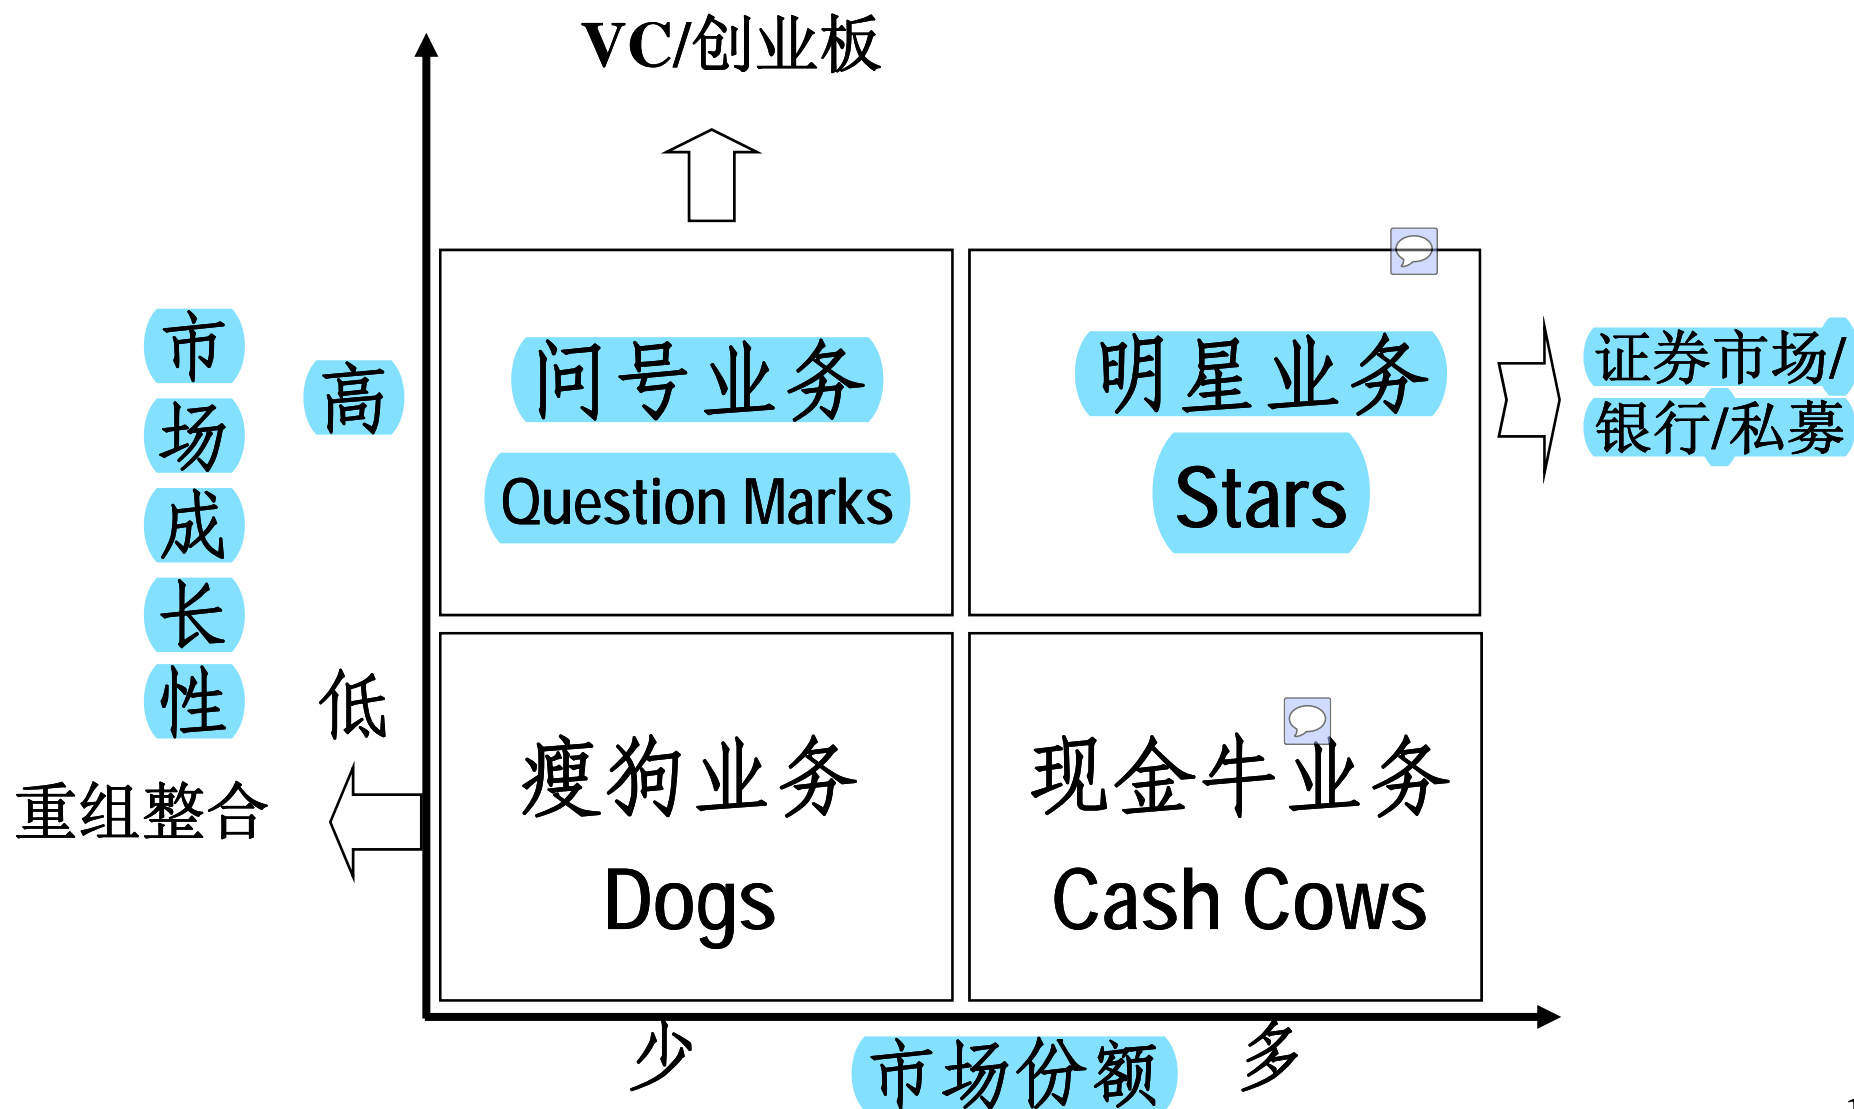 VC/创业板
市场成长性
高
问号业务
Question Marks
明星业务
Stars
证券市场/
银行/私募
低
重组整合
瘦狗业务
Dogs
现金牛业务
Cash Cows
少
市场份额
多